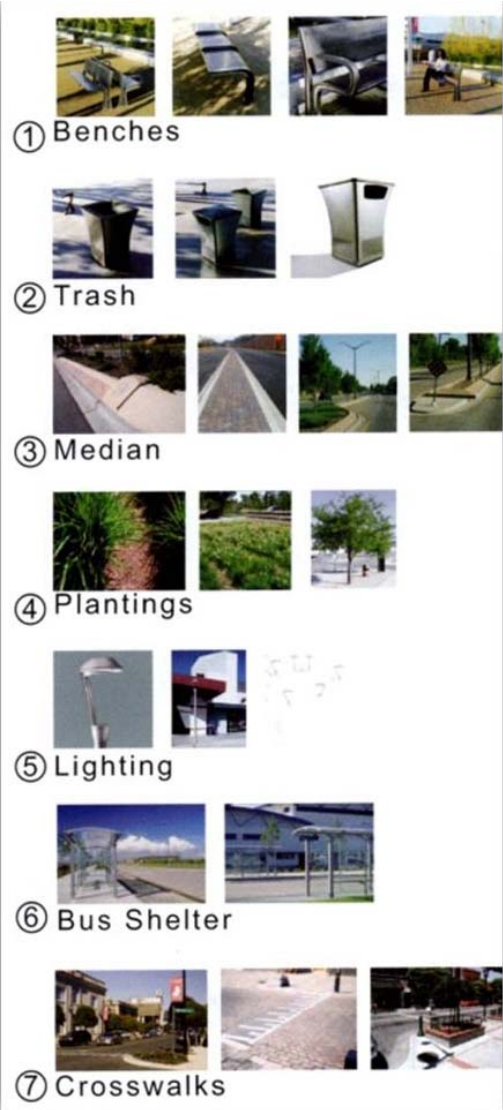 ① Benches
② Trash
③ Median
④ Plantings
⑤ Lighting
⑥ Bus Shelter
⑦ Crosswalks